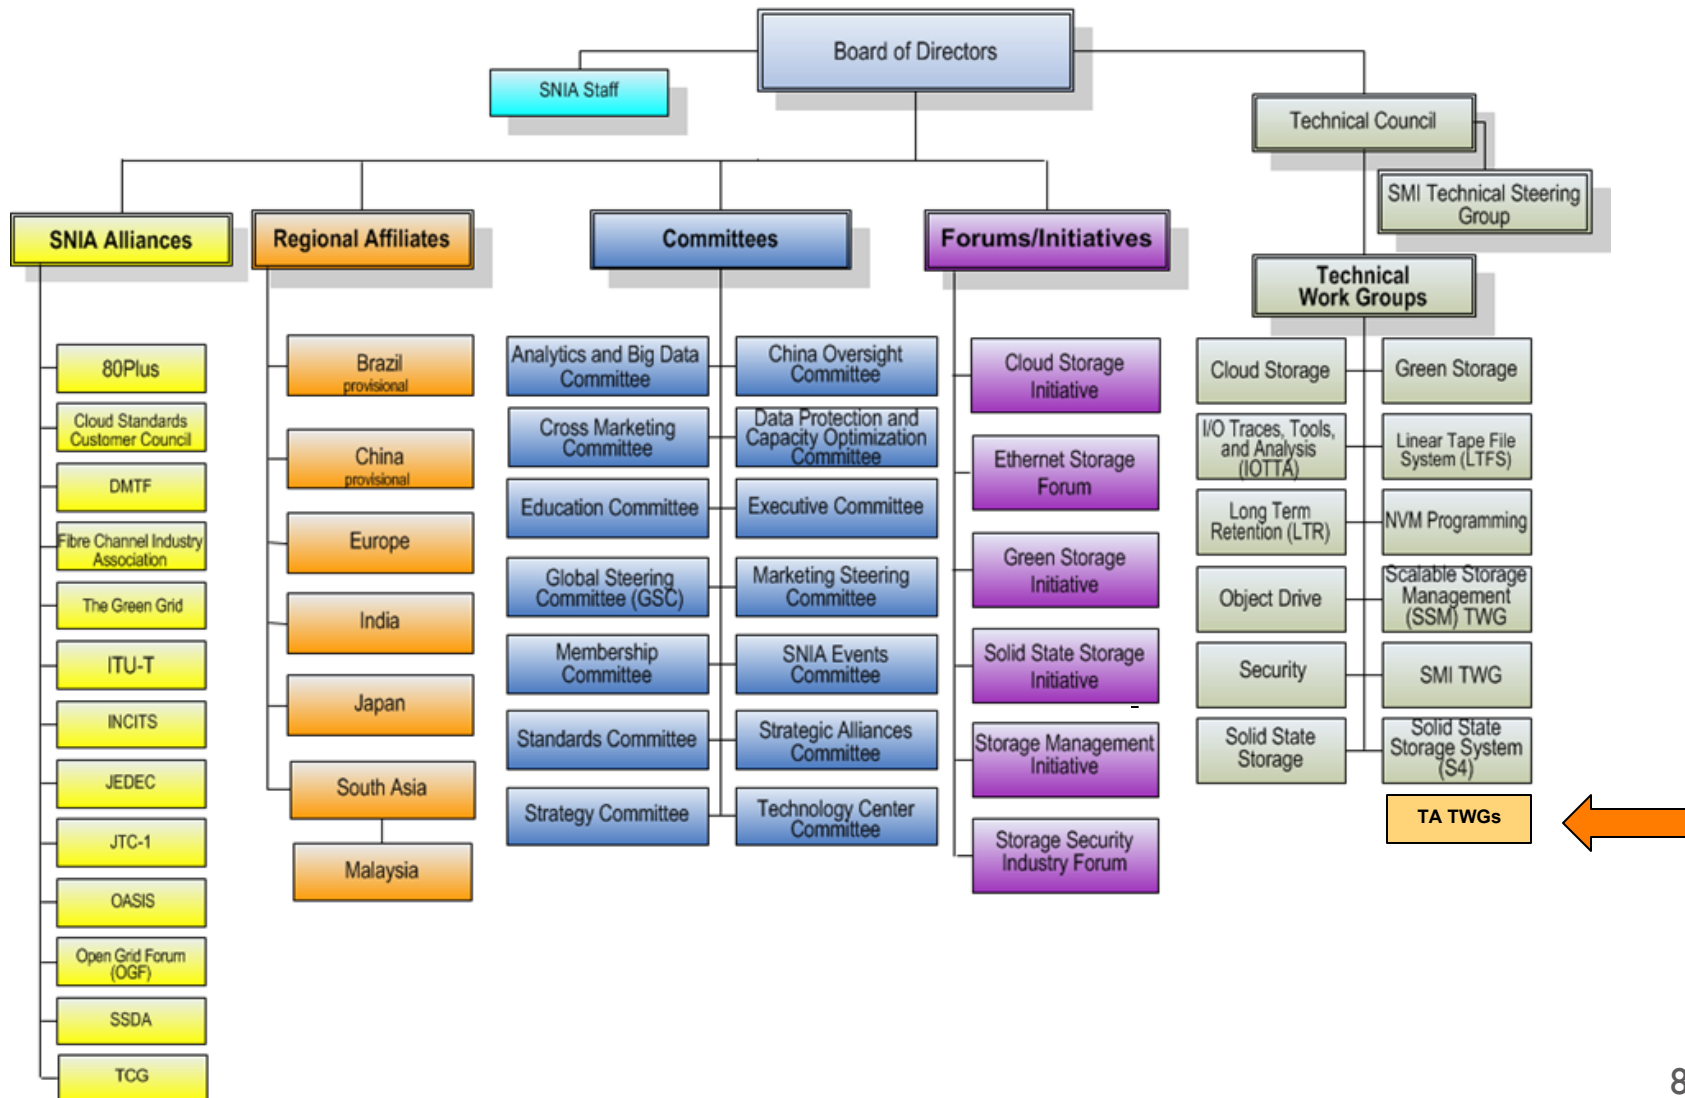 Board of Directors
SNIA Staff
Technical Council
SMI Technical Steering
Group
SNIA Alliances
Regional Affiliates
Committees
Forums/Initiatives
Technical
Work Groups
80Plus
Cloud Standards
Customer Council
DMTF
Fibre Channel Industry
Association
The Green Grid
ITU-T
INCITS
JEDEC
JTC-1
OASIS
Open Grid Forum
(OGF)
SSDA
TCG
Brazil
provisional
China
provisional
Europe
India
Japan
South Asia
Malaysia
Analytics and Big Data
Committee
China Oversight
Committee
Cross Marketing
Committee
Data Protection and
Capacity Optimization
Committee
Education Committee
Executive Committee
Global Steering
Committee (GSC)
Marketing Steering
Committee
Membership
Committee
SNIA Events
Committee
Standards Committee
Strategic Alliances
Committee
Strategy Committee
Technology Center
Committee
Cloud Storage
Initiative
Ethernet Storage
Forum
Green Storage
Initiative
Solid State Storage
Initiative
Storage Management
Initiative
Storage Security
Industry Forum
Cloud Storage
Green Storage
I/O Traces, Tools,
and Analysis
(IOTTA)
Linear Tape File
System (LTFS)
Long Term
Retention (LTR)
NVM Programming
Object Drive
Scalable Storage
Management
(SSM) TWG
Security
SMI TWG
Solid State
Storage
Solid State
Storage System
(S4)
TA TWGs
8